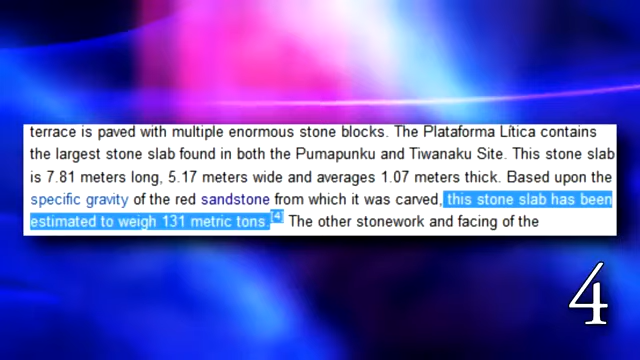 terrace is paved with multiple enormous stone blocks. The Plataforma Lítica contains
the largest stone slab found in both the Pumapunku and Tiwanaku Site. This stone slab
is 7.81 meters long, 5.17 meters wide and averages 1.07 meters thick. Based upon the
specific gravity of the red sandstone from which it was carved, this stone slab has been
estimated to weigh 131 metric tons.[4] The other stonework and facing of the
4